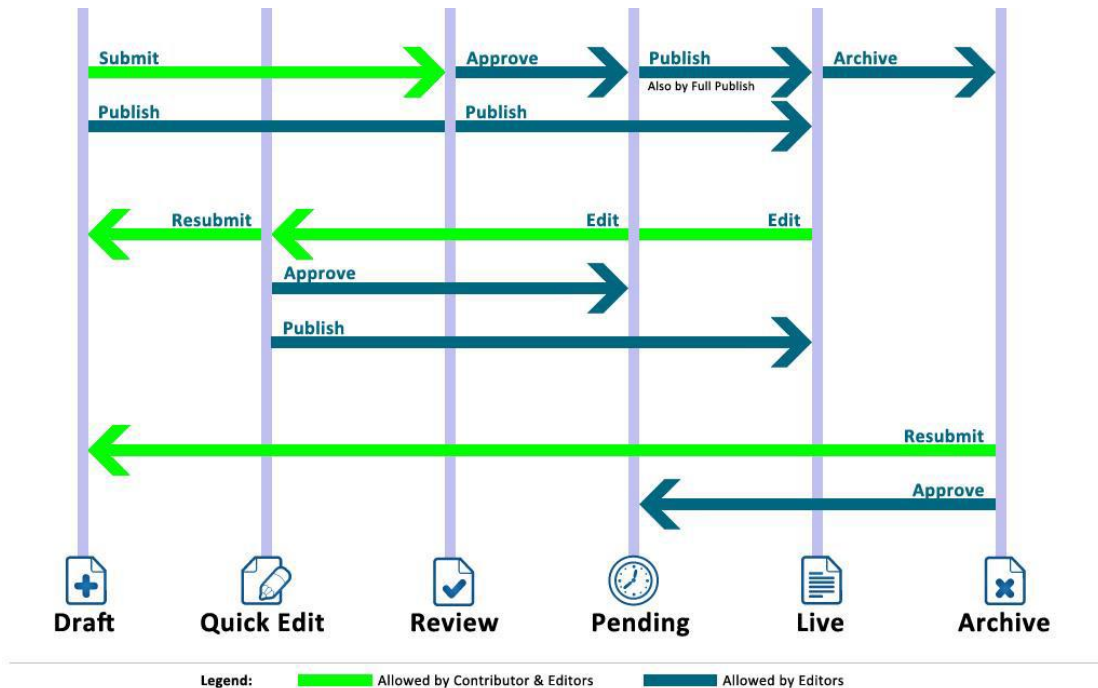 Submit
Approve
Publish
Archive
Also by Full Publish
Publish
Publish
Resubmit
Edit
Edit
Approve
Publish
Resubmit
Approve
Draft
Quick Edit
Review
Pending
Live
Archive
Legend:
Allowed by Contributor & Editors
Allowed by Editors